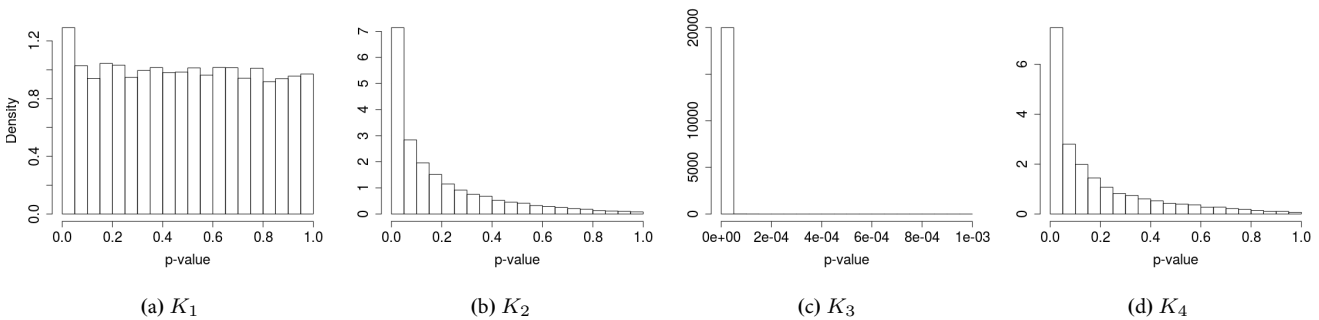 Density
0.0 0.4 0.8 1.2
0.0 0.2 0.4 0.6 0.8 1.0
p-value
(a) K₁
0 1 2 3 4 5 6 7
0.0 0.2 0.4 0.6 0.8 1.0
p-value
(b) K₂
0 5000 10000 20000
0e+00 2e-04 4e-04 6e-04 8e-04 1e-03
p-value
(c) K₃
0 2 4 6
0.0 0.2 0.4 0.6 0.8 1.0
p-value
(d) K₄